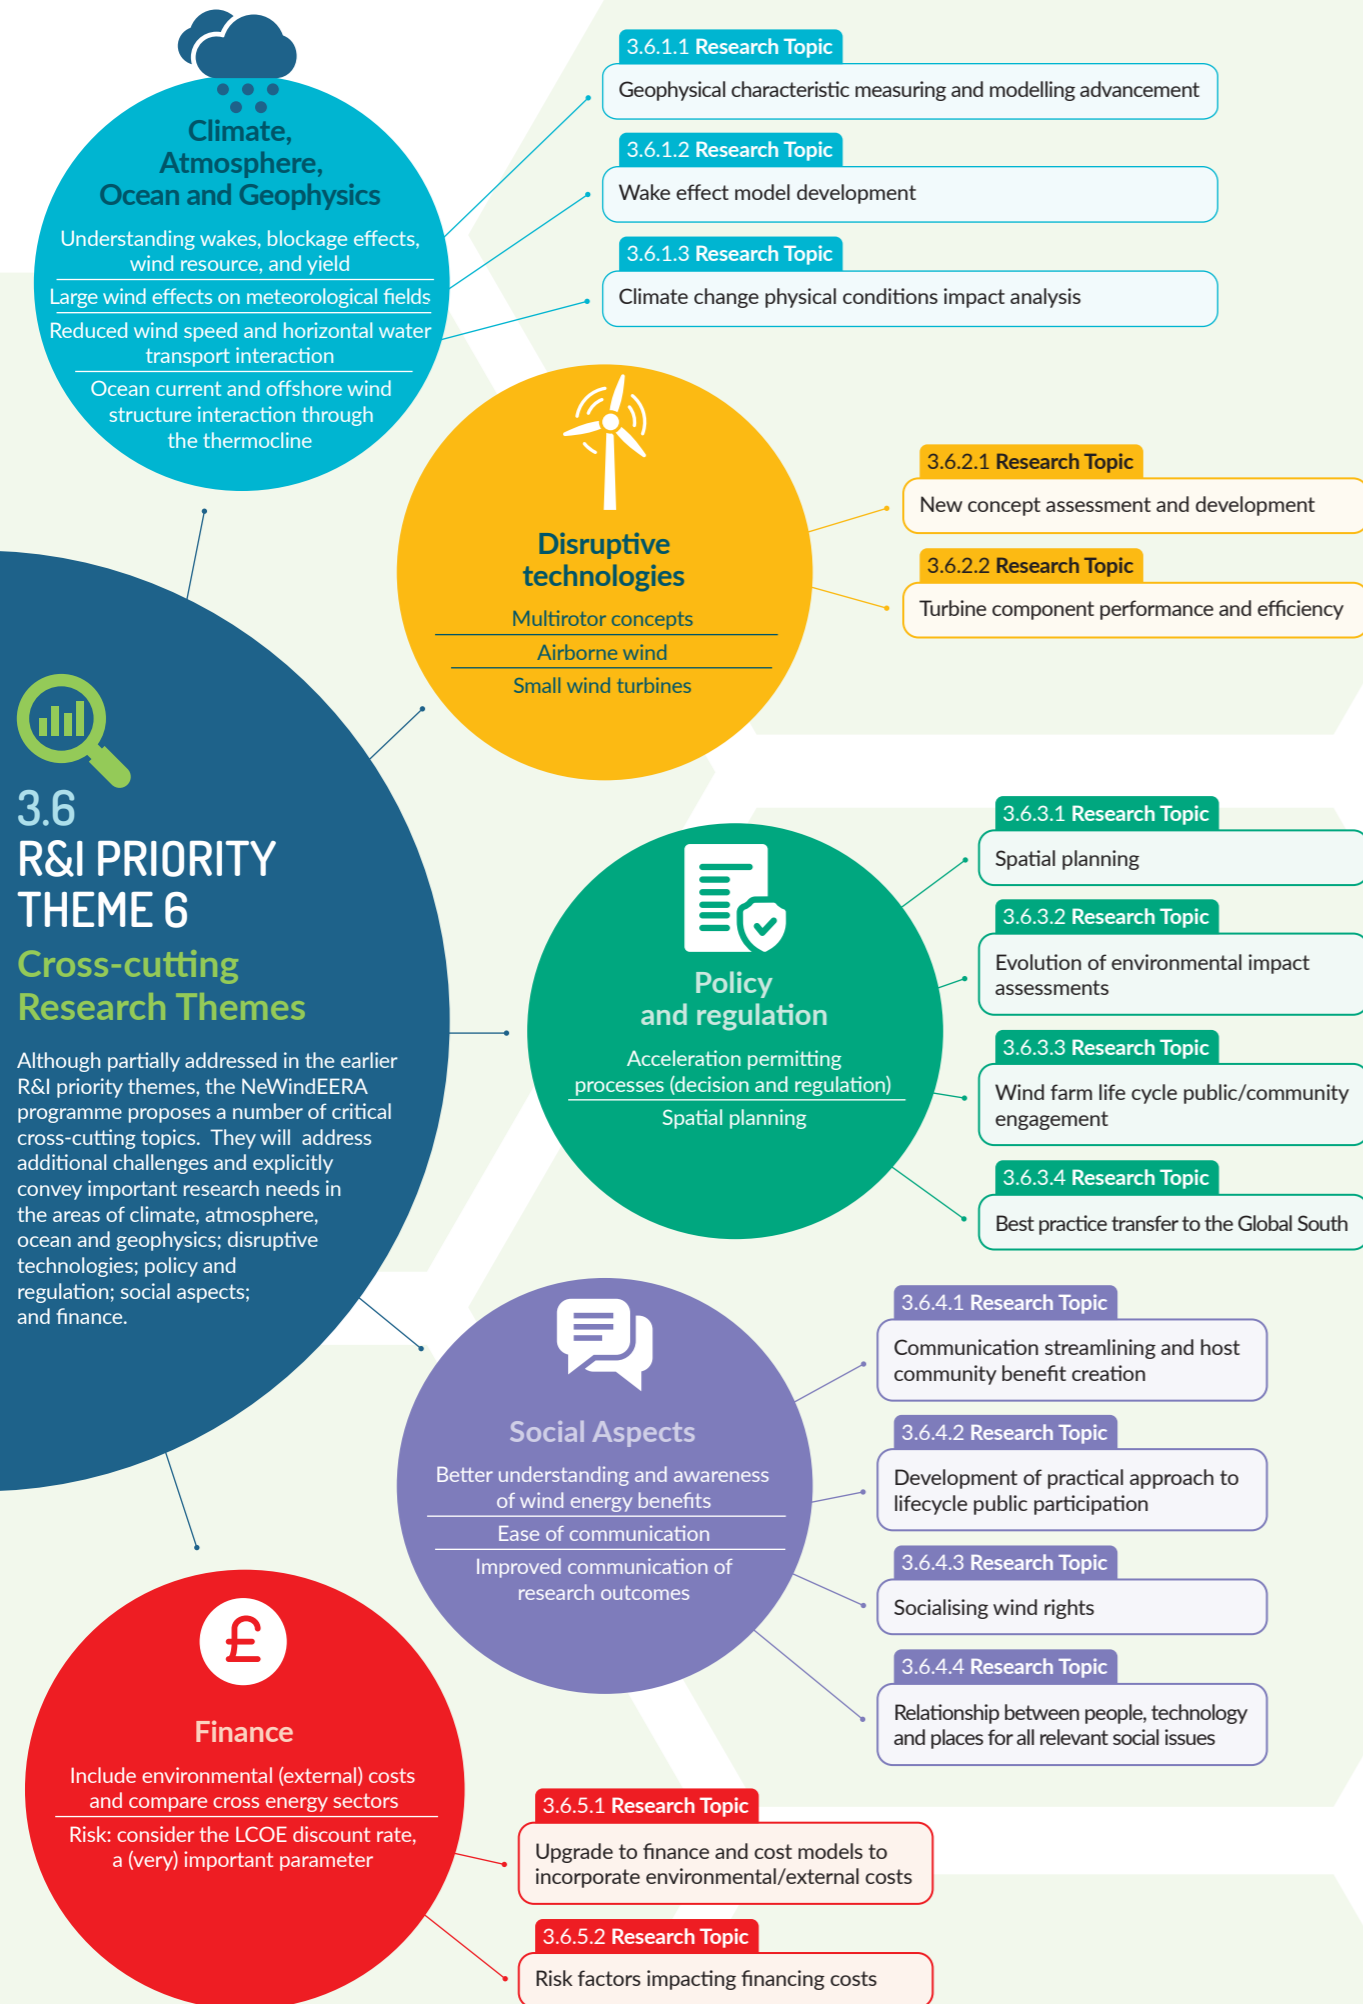 Climate,
Atmosphere,
Ocean and Geophysics
Understanding wakes, blockage effects,
wind resource, and yield
Large wind effects on meteorological fields
Reduced wind speed and horizontal water
transport interaction
Ocean current and offshore wind
structure interaction through
the thermocline
3.6.1.1 Research Topic
Geophysical characteristic measuring and modelling advancement
3.6.1.2 Research Topic
Wake effect model development
3.6.1.3 Research Topic
Climate change physical conditions impact analysis
Disruptive
technologies
Multirotor concepts
Airborne wind
Small wind turbines
3.6.2.1 Research Topic
New concept assessment and development
3.6.2.2 Research Topic
Turbine component performance and efficiency
3.6
R&I PRIORITY
THEME 6
Cross-cutting
Research Themes
Although partially addressed in the earlier
R&I priority themes, the NeWindEERA
programme proposes a number of critical
cross-cutting topics. They will address
additional challenges and explicitly
convey important research needs in
the areas of climate, atmosphere,
ocean and geophysics; disruptive
technologies; policy and
regulation; social aspects;
and finance.
Policy
and regulation
Acceleration permitting
processes (decision and regulation)
Spatial planning
3.6.3.1 Research Topic
Spatial planning
3.6.3.2 Research Topic
Evolution of environmental impact
assessments
3.6.3.3 Research Topic
Wind farm life cycle public/community
engagement
3.6.3.4 Research Topic
Best practice transfer to the Global South
Social Aspects
Better understanding and awareness
of wind energy benefits
Ease of communication
Improved communication of
research outcomes
3.6.4.1 Research Topic
Communication streamlining and host
community benefit creation
3.6.4.2 Research Topic
Development of practical approach to
lifecycle public participation
3.6.4.3 Research Topic
Socialising wind rights
3.6.4.4 Research Topic
Relationship between people, technology
and places for all relevant social issues
£
Finance
Include environmental (external) costs
and compare cross energy sectors
Risk: consider the LCOE discount rate,
a (very) important parameter
3.6.5.1 Research Topic
Upgrade to finance and cost models to
incorporate environmental/external costs
3.6.5.2 Research Topic
Risk factors impacting financing costs